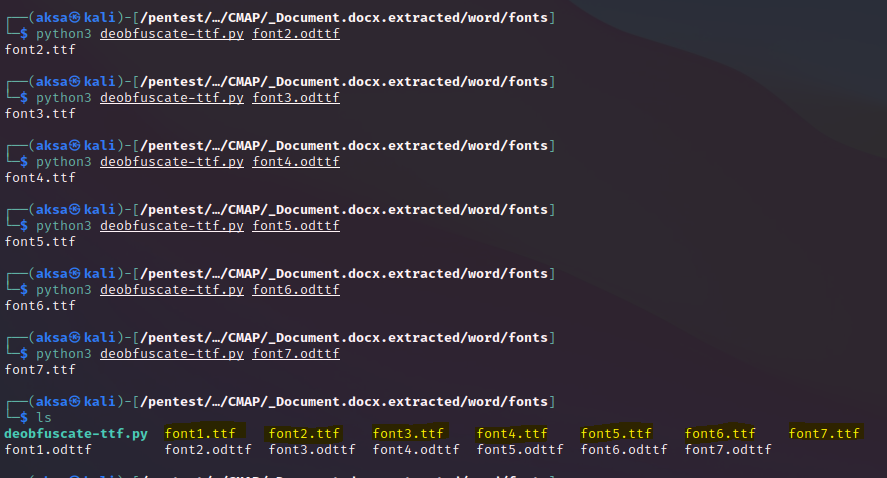 ┌──(aksa㉿kali)-[/pentest/…/CMAP/_Document.docx.extracted/word/fonts]
└─$ python3 deobfuscate-ttf.py font2.odttf
font2.ttf
┌──(aksa㉿kali)-[/pentest/…/CMAP/_Document.docx.extracted/word/fonts]
└─$ python3 deobfuscate-ttf.py font3.odttf
font3.ttf
┌──(aksa㉿kali)-[/pentest/…/CMAP/_Document.docx.extracted/word/fonts]
└─$ python3 deobfuscate-ttf.py font4.odttf
font4.ttf
┌──(aksa㉿kali)-[/pentest/…/CMAP/_Document.docx.extracted/word/fonts]
└─$ python3 deobfuscate-ttf.py font5.odttf
font5.ttf
┌──(aksa㉿kali)-[/pentest/…/CMAP/_Document.docx.extracted/word/fonts]
└─$ python3 deobfuscate-ttf.py font6.odttf
font6.ttf
┌──(aksa㉿kali)-[/pentest/…/CMAP/_Document.docx.extracted/word/fonts]
└─$ python3 deobfuscate-ttf.py font7.odttf
font7.ttf
┌──(aksa㉿kali)-[/pentest/…/CMAP/_Document.docx.extracted/word/fonts]
└─$ ls
deobfuscate-ttf.py font1.ttf font2.ttf font3.ttf font4.ttf font5.ttf font6.ttf font7.ttf
font1.odttf font2.odttf font3.odttf font4.odttf font5.odttf font6.odttf font7.odttf